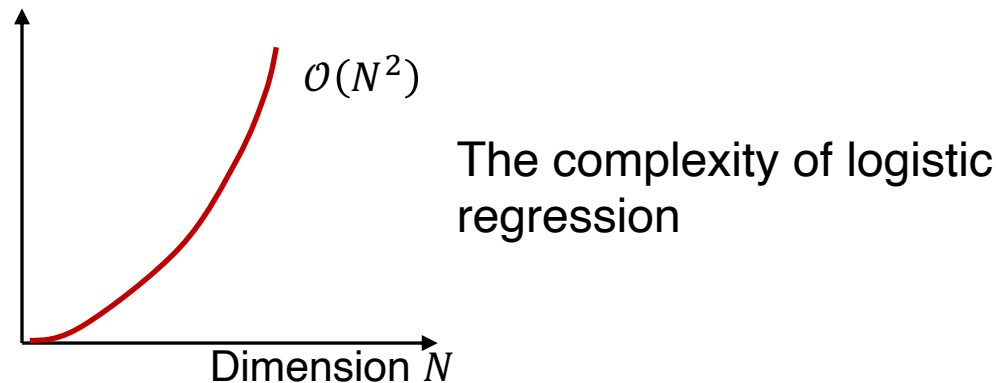 𝒪(𝑁²)
The complexity of logistic
regression
Dimension 𝑁